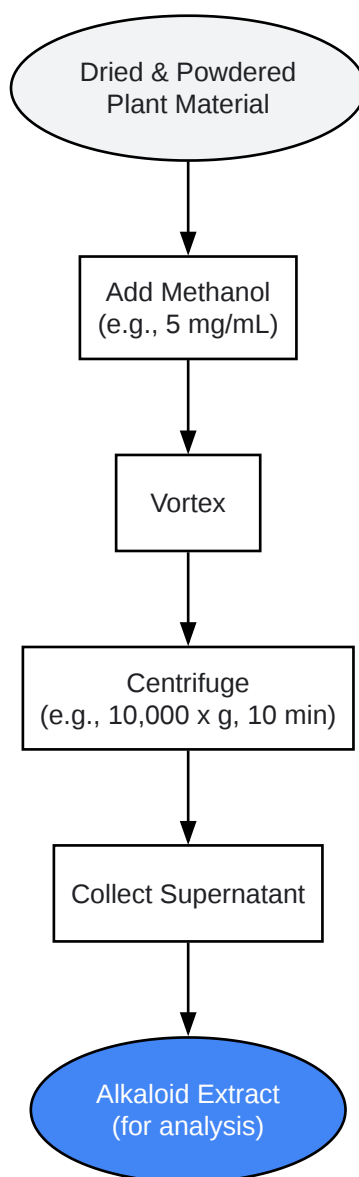 Dried & Powdered
Plant Material
Add Methanol
(e.g., 5 mg/mL)
Vortex
Centrifuge
(e.g., 10,000 x g, 10 min)
Collect Supernatant
Alkaloid Extract
(for analysis)